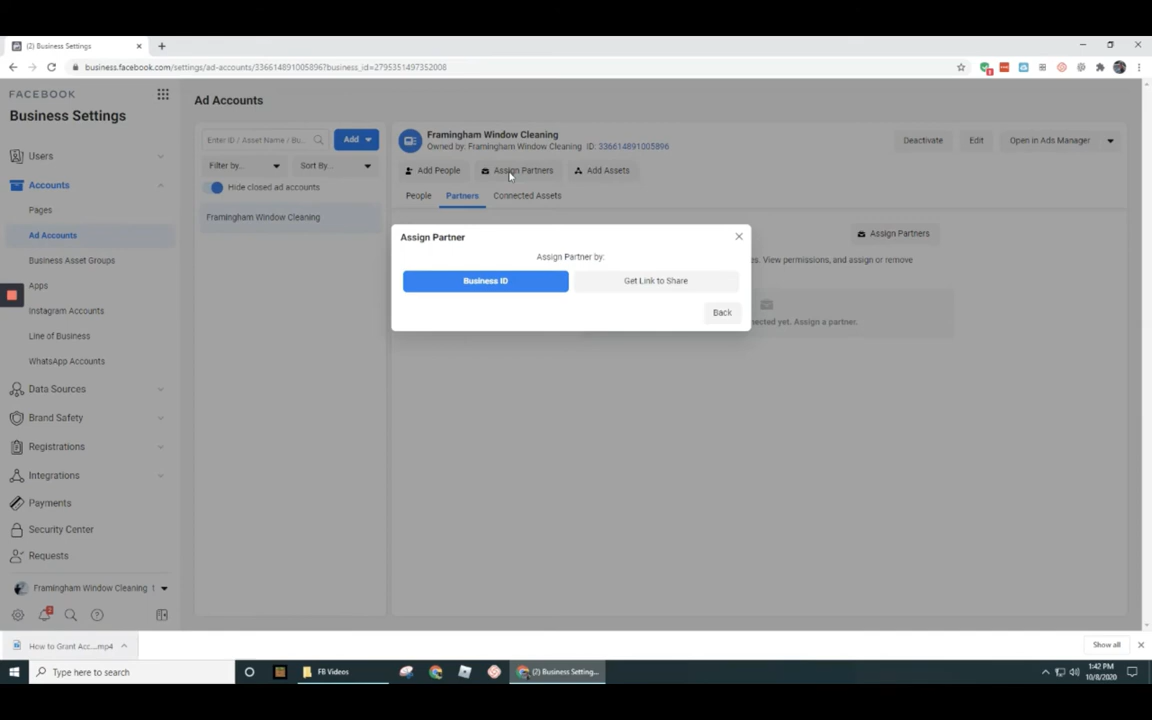 (2) Business Settings
business.facebook.com/settings/ad-accounts/336614891005896?business_id=2795351497352008
FACEBOOK
Business Settings
Users
Accounts
Pages
Ad Accounts
Business Asset Groups
Apps
Instagram Accounts
Line of Business
WhatsApp Accounts
Data Sources
Brand Safety
Registrations
Integrations
Payments
Security Center
Requests
Framingham Window Cleaning 1
Ad Accounts
Enter ID / Asset Name / Bu...
Add
Filter by...
Sort By...
Hide closed ad accounts
Framingham Window Cleaning
Framingham Window Cleaning
Owned by: Framingham Window Cleaning ID: 336614891005896
Deactivate
Edit
Open in Ads Manager
Add People
Assign Partners
Add Assets
People
Partners
Connected Assets
Assign Partners
es. View permissions, and assign or remove
ected yet. Assign a partner.
Assign Partner
Assign Partner by:
Business ID
Get Link to Share
Back
How to Grant Acc....mp4
Show all
Type here to search
FB Videos
(2) Business Setting...
1:42 PM
10/8/2020